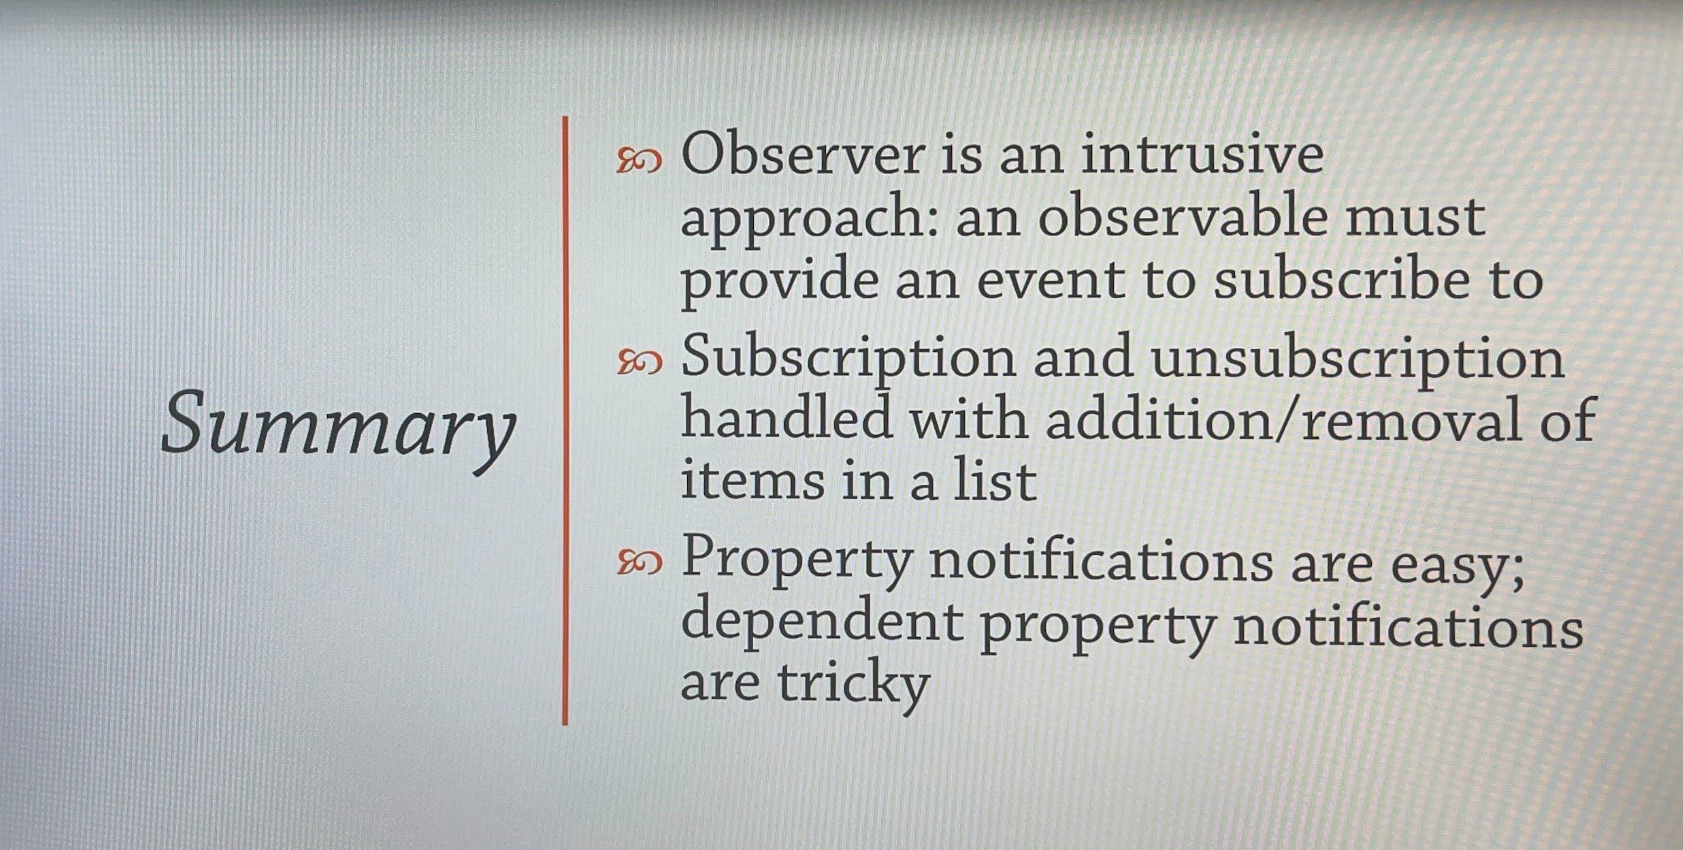 Summary
Observer is an intrusive
approach: an observable must
provide an event to subscribe to
Subscription and unsubscription
handled with addition/removal of
items in a list
Property notifications are easy;
dependent property notifications
are tricky